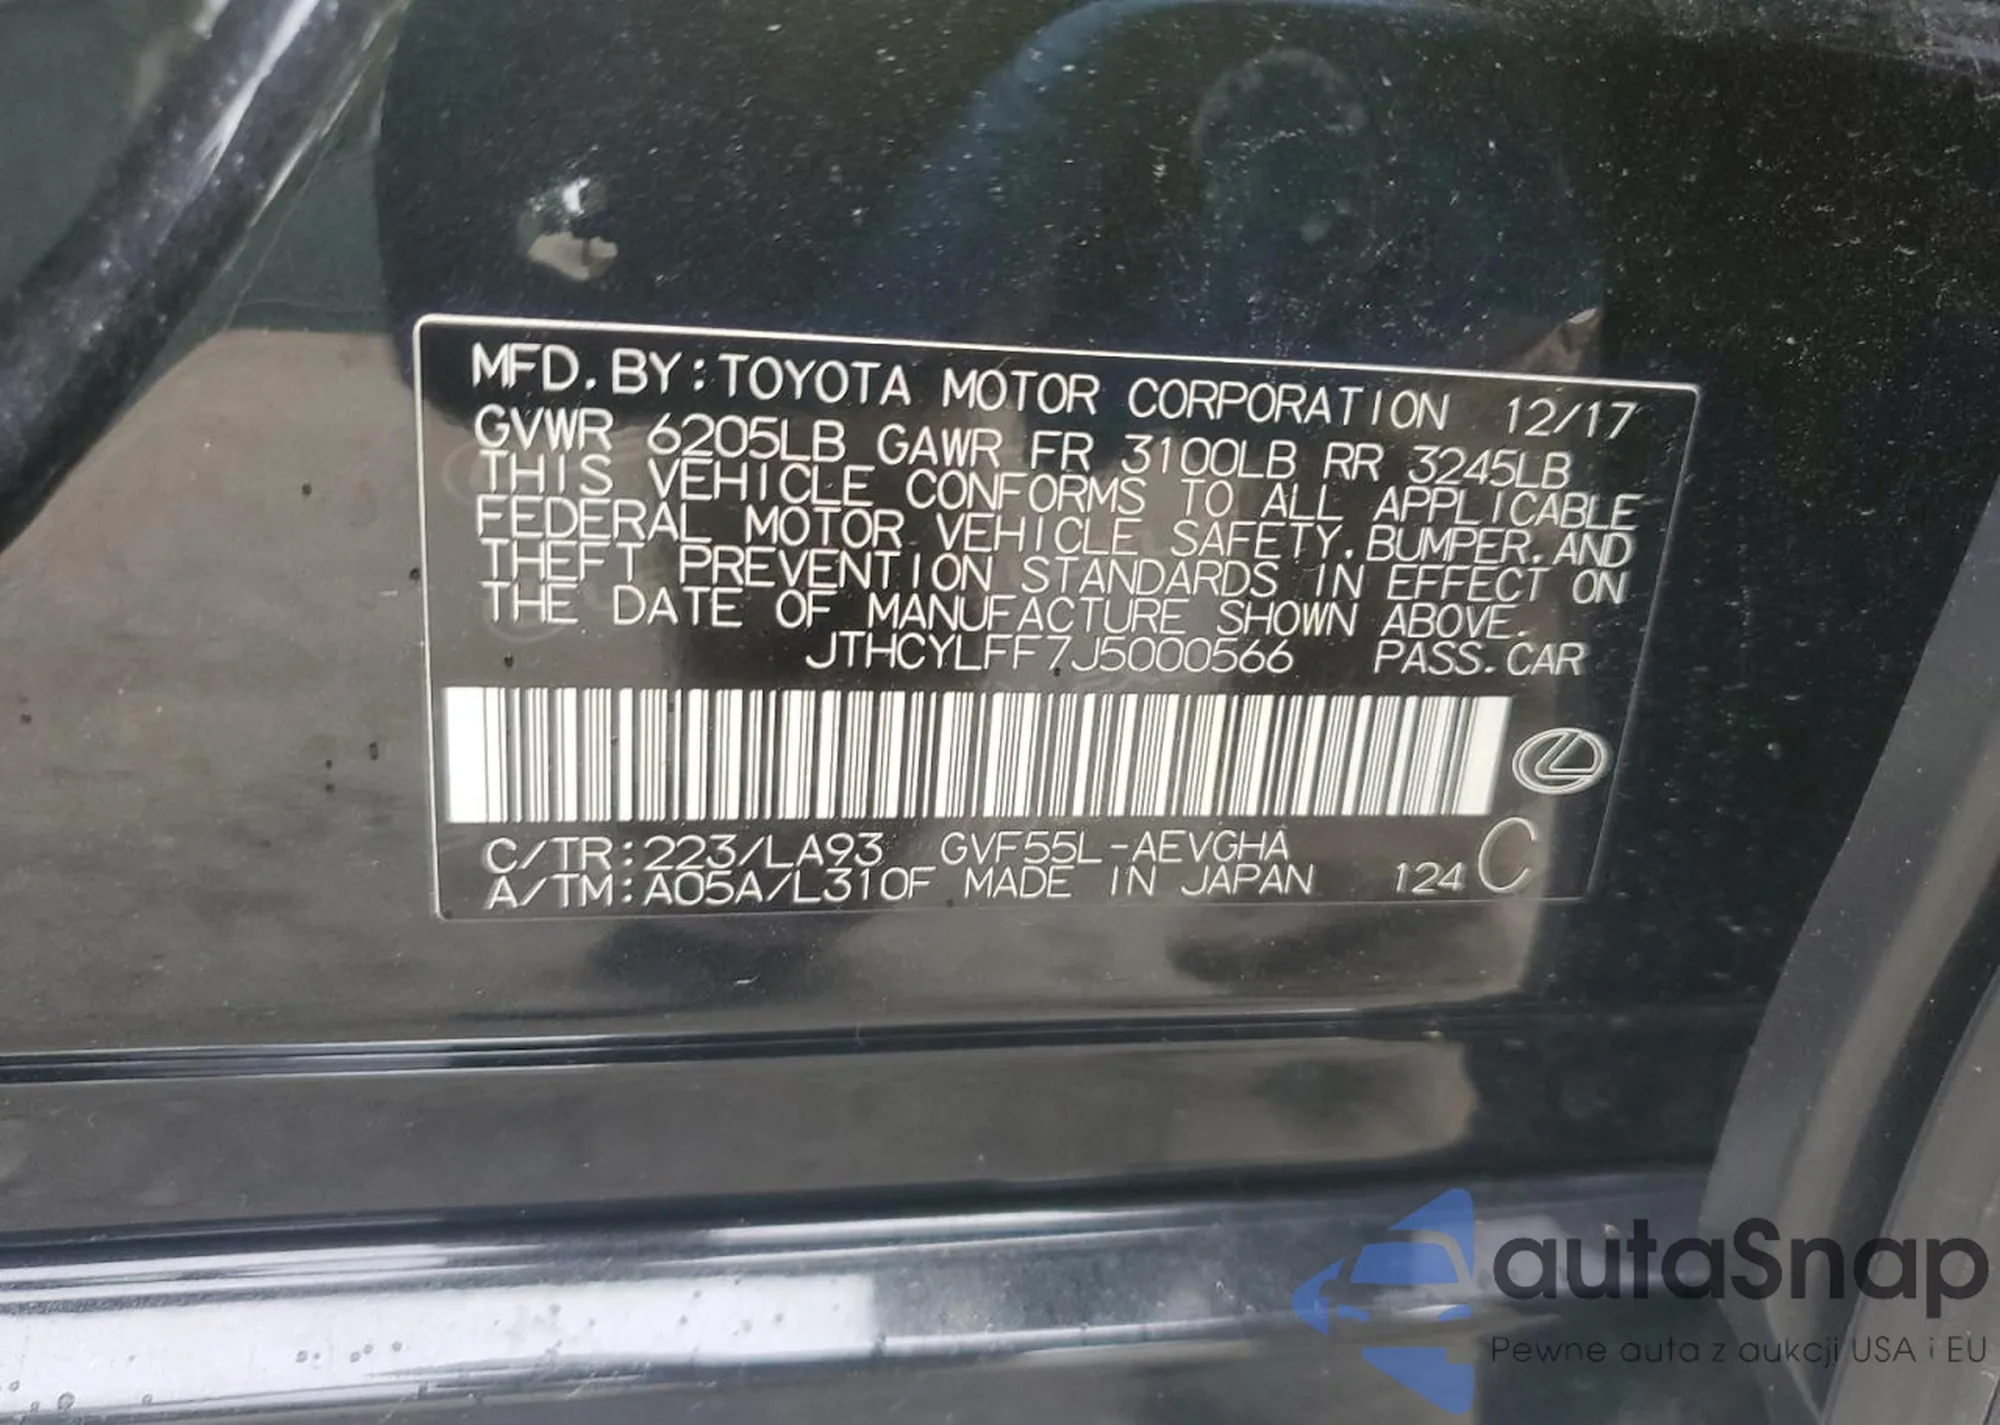 MFD. BY: TOYOTA MOTOR CORPORATION 12/17
GVWR 6205LB GAWR FR 3100LB RR 3245LB
THIS VEHICLE CONFORMS TO ALL APPLICABLE
FEDERAL MOTOR VEHICLE SAFETY, BUMPER, AND
THEFT PREVENTION STANDARDS IN EFFECT ON
THE DATE OF MANUFACTURE SHOWN ABOVE.
JTHCYLFF7J5000566 PASS. CAR
C/TR: 223/LA93 GVF55L-AEVGHA
A/TM: A05A/L310F MADE IN JAPAN 124 C
autaSnap
Pewne auta z aukcji USA i EU